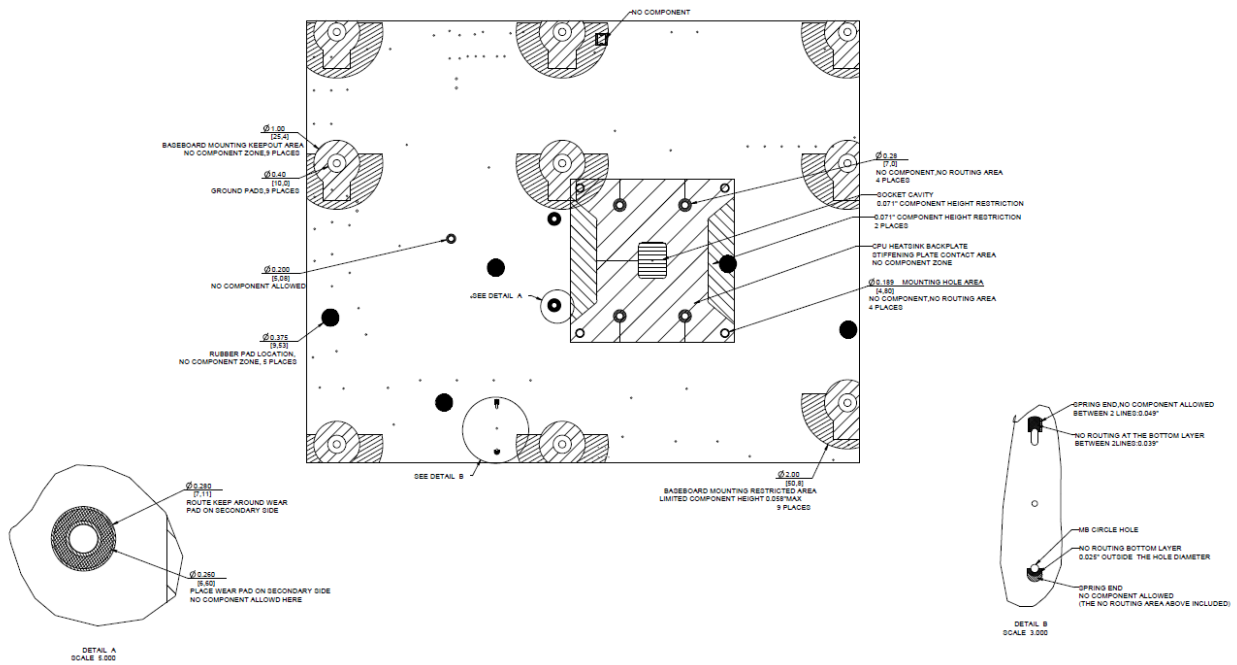 NO COMPONENT
Ø1.00
[25,4]
BASEBOARD MOUNTING KEEPOUT AREA
NO COMPONENT ZONE,9 PLACES
Ø0.40
[10,0]
GROUND PADS,9 PLACES
Ø0.28
[7,0]
NO COMPONENT,NO ROUTING AREA
4 PLACES
SOCKET CAVITY
0.071" COMPONENT HEIGHT RESTRICTION
0.071" COMPONENT HEIGHT RESTRICTION
2 PLACES
CPU HEATSINK BACKPLATE
STIFFENING PLATE CONTACT AREA
NO COMPONENT ZONE
Ø0.189 MOUNTING HOLE AREA
[4,80]
NO COMPONENT,NO ROUTING AREA
4 PLACES
Ø0.200
[5,08]
NO COMPONENT ALLOWED
SEE DETAIL A
Ø0.375
[9,53]
RUBBER PAD LOCATION,
NO COMPONENT ZONE, 5 PLACES
SEE DETAIL B
Ø2.00
[50,8]
BASEBOARD MOUNTING RESTRICTED AREA
LIMITED COMPONENT HEIGHT 0.058"MAX
9 PLACES
Ø0.280
[7,11]
ROUTE KEEP AROUND WEAR
PAD ON SECONDARY SIDE
Ø0.260
[6,60]
PLACE WEAR PAD ON SECONDARY SIDE
NO COMPONENT ALLOWD HERE
DETAIL A
SCALE 5.000
SPRING END,NO COMPONENT ALLOWED
BETWEEN 2 LINES:0.049"
NO ROUTING AT THE BOTTOM LAYER
BETWEEN 2LINES:0.039"
MB CIRCLE HOLE
NO ROUTING BOTTOM LAYER
0.025" OUTSIDE THE HOLE DIAMETER
SPRING END
NO COMPONENT ALLOWED
(THE NO ROUTING AREA ABOVE INCLUDED)
DETAIL B
SCALE 3.000